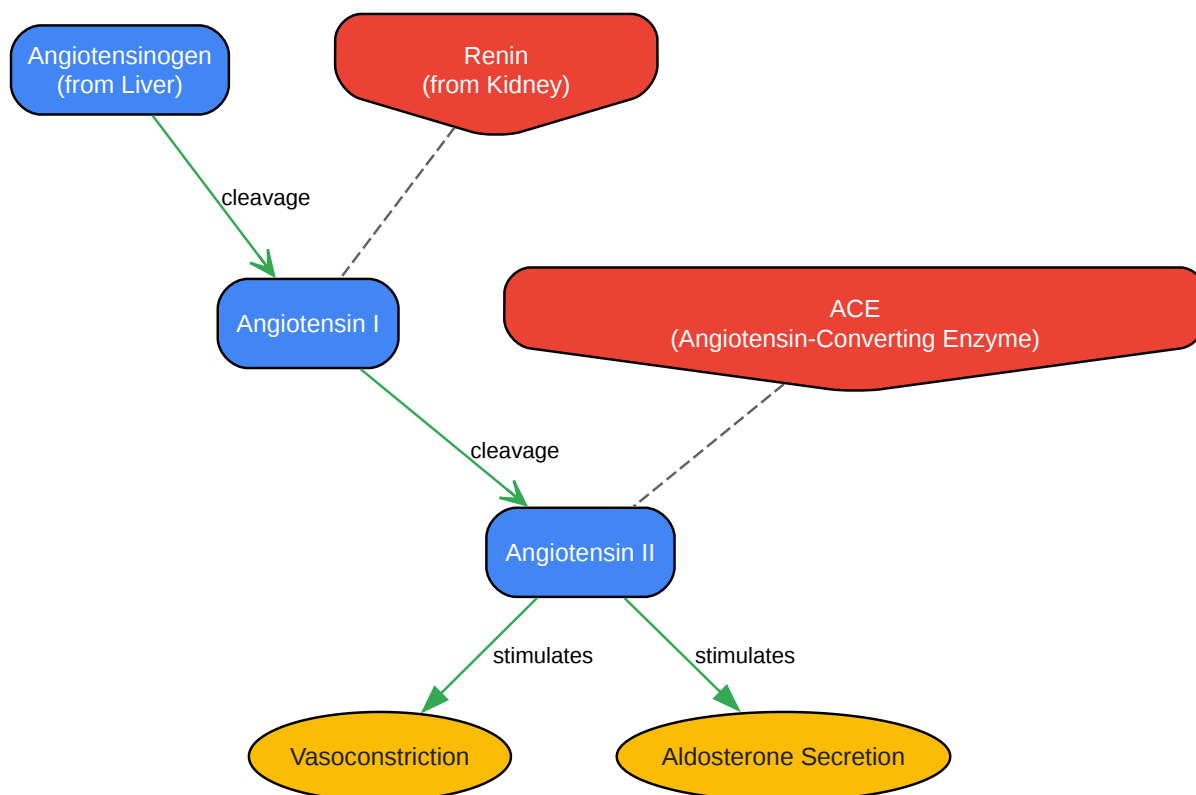 Angiotensinogen
(from Liver)
Renin
(from Kidney)
cleavage
Angiotensin I
ACE
(Angiotensin-Converting Enzyme)
cleavage
Angiotensin II
stimulates
stimulates
Vasoconstriction
Aldosterone Secretion